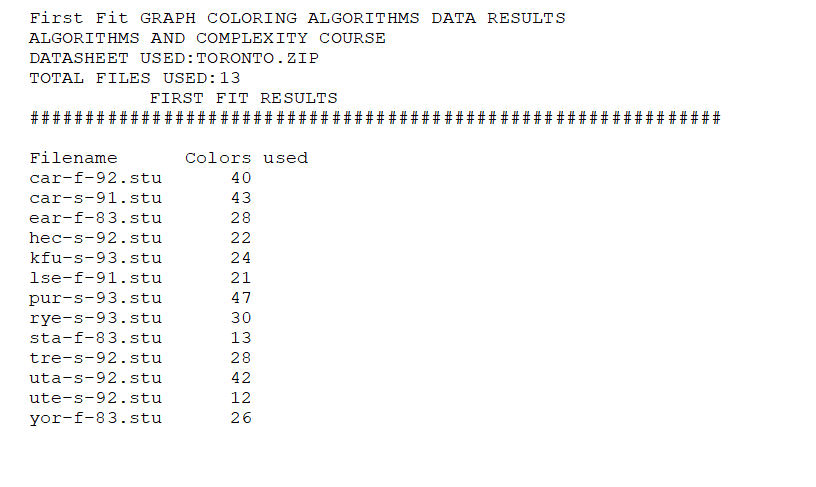 First Fit GRAPH COLORING ALGORITHMS DATA RESULTS
ALGORITHMS AND COMPLEXITY COURSE
DATASHEET USED:TORONTO.ZIP
TOTAL FILES USED:13
FIRST FIT RESULTS
##############################################################
Filename Colors used
car-f-92.stu 40
car-s-91.stu 43
ear-f-83.stu 28
hec-s-92.stu 22
kfu-s-93.stu 24
lse-f-91.stu 21
pur-s-93.stu 47
rye-s-93.stu 30
sta-f-83.stu 13
tre-s-92.stu 28
uta-s-92.stu 42
ute-s-92.stu 12
yor-f-83.stu 26